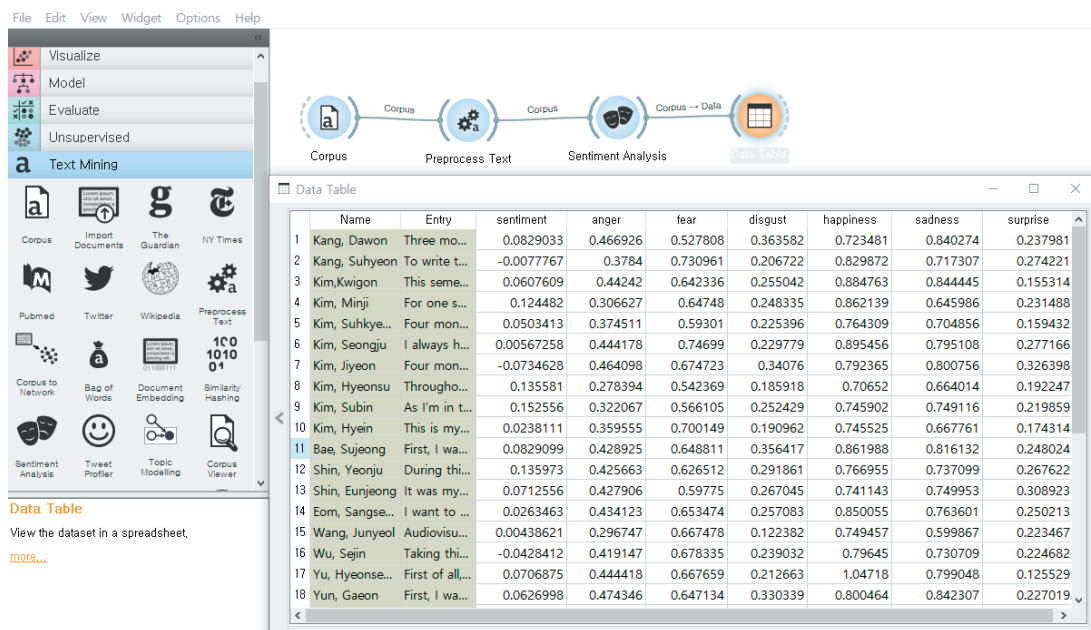 File Edit View Widget Options Help
Visualize
Model
Evaluate
Unsupervised
Text Mining
Corpus Import Documents The Guardian NY Times
Pubmed Twitter Wikipedia Preprocess Text
Corpus to Network Bag of Words Document Embedding Similarity Hashing
Sentiment Analysis Tweet Profiler Topic Modelling Corpus Viewer
Data Table
View the dataset in a spreadsheet.
more...
Corpus Corpus Corpus → Data
Corpus Preprocess Text Sentiment Analysis Data Table
Data Table
Name Entry sentiment anger fear disgust happiness sadness surprise
1 Kang, Dawon Three mo... 0.0829033 0.466926 0.527808 0.363582 0.723481 0.840274 0.237981
2 Kang, Suhyeon To write t... -0.0077767 0.3784 0.730961 0.206722 0.829872 0.717307 0.274221
3 Kim,Kwigon This seme... 0.0607609 0.44242 0.642336 0.255042 0.884763 0.844445 0.155314
4 Kim, Minji For one s... 0.124482 0.306627 0.64748 0.248335 0.862139 0.645986 0.231488
5 Kim, Suhkye... Four mon... 0.0503413 0.374511 0.59301 0.225396 0.764309 0.704856 0.159432
6 Kim, Seongju I always h... 0.00567258 0.444178 0.74699 0.229779 0.895456 0.795108 0.277166
7 Kim, Jiyeon Four mon... -0.0734628 0.464098 0.674723 0.34076 0.792365 0.800756 0.326398
8 Kim, Hyeonsu Througho... 0.135581 0.278394 0.542369 0.185918 0.70652 0.664014 0.192247
9 Kim, Subin As I'm in t... 0.152556 0.322067 0.566105 0.252429 0.745902 0.749116 0.219859
10 Kim, Hyein This is my... 0.0238111 0.359555 0.700149 0.190962 0.745525 0.667761 0.174314
11 Bae, Sujeong First, I wa... 0.0829099 0.428925 0.648811 0.356417 0.861988 0.816132 0.248024
12 Shin, Yeonju During thi... 0.135973 0.425663 0.626512 0.291861 0.766955 0.737099 0.267622
13 Shin, Eunjeong It was my... 0.0712556 0.427906 0.59775 0.267045 0.741143 0.749953 0.308923
14 Eom, Sangse... I want to ... 0.0263463 0.434123 0.653474 0.257083 0.850055 0.763601 0.250213
15 Wang, Junyeol Audiovisu... 0.00438621 0.296747 0.667478 0.122382 0.749457 0.599867 0.223467
16 Wu, Sejin Taking thi... -0.0428412 0.419147 0.678335 0.239032 0.79645 0.730709 0.224682
17 Yu, Hyeonse... First of all,... 0.0706875 0.444418 0.667659 0.212663 1.04718 0.799048 0.125529
18 Yun, Gaeon First, I wa... 0.0626998 0.474346 0.647134 0.330339 0.800464 0.842307 0.227019